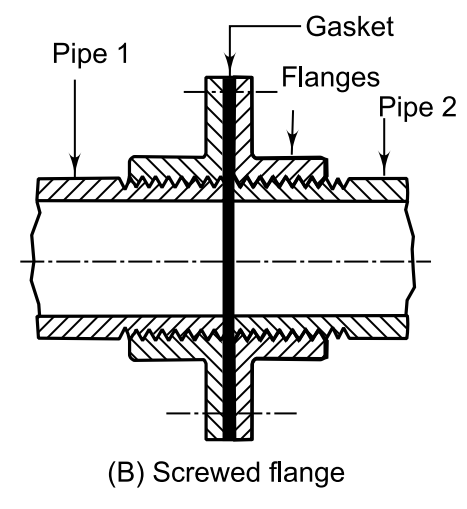 Gasket
Pipe 1
Flanges
Pipe 2
(B) Screwed flange